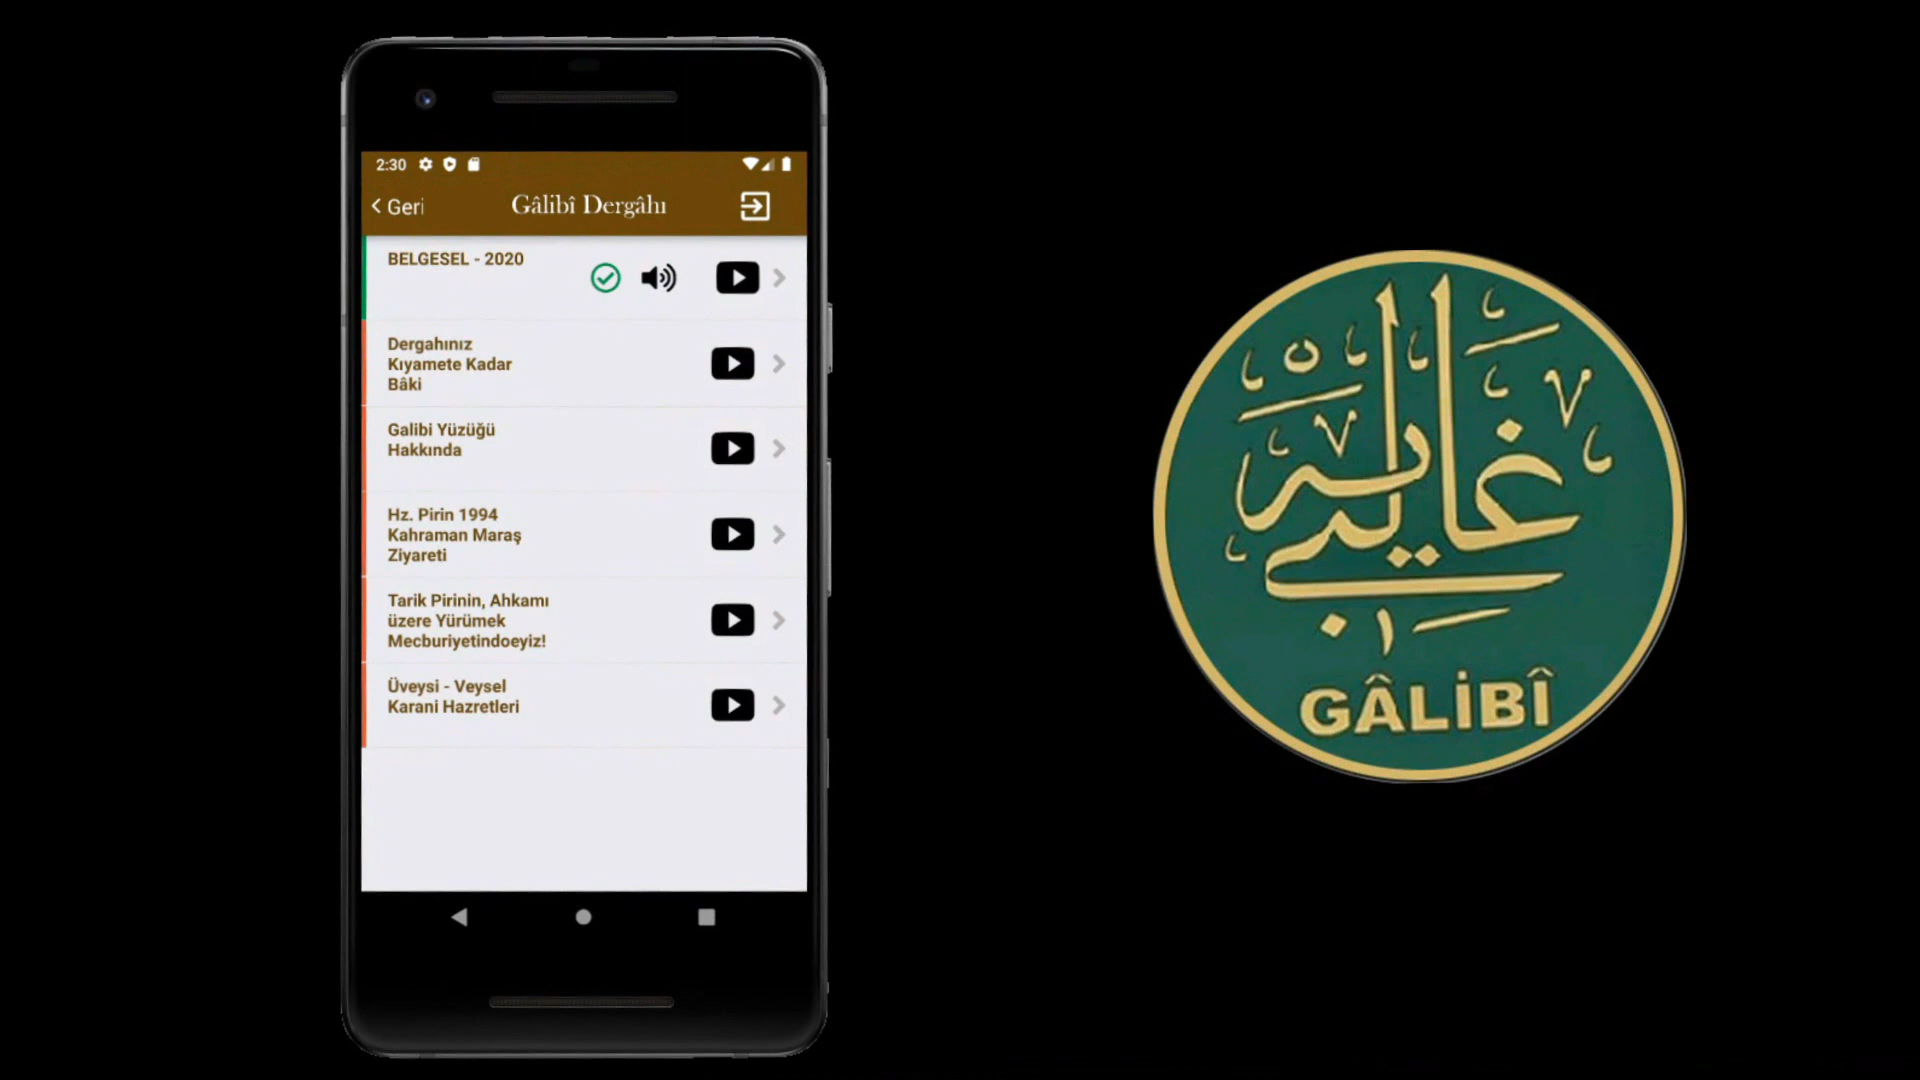 2:30
Geri
Gâlibî Dergâhı
BELGESEL - 2020
Dergahınız
Kıyamete Kadar
Bâki
Galibi Yüzüğü
Hakkında
Hz. Pirin 1994
Kahraman Maraş
Ziyareti
Tarik Pirinin, Ahkamı
üzere Yürümek
Mecburiyetindoeyiz!
Üveysi - Veysel
Karani Hazretleri
GÂLİBÎ